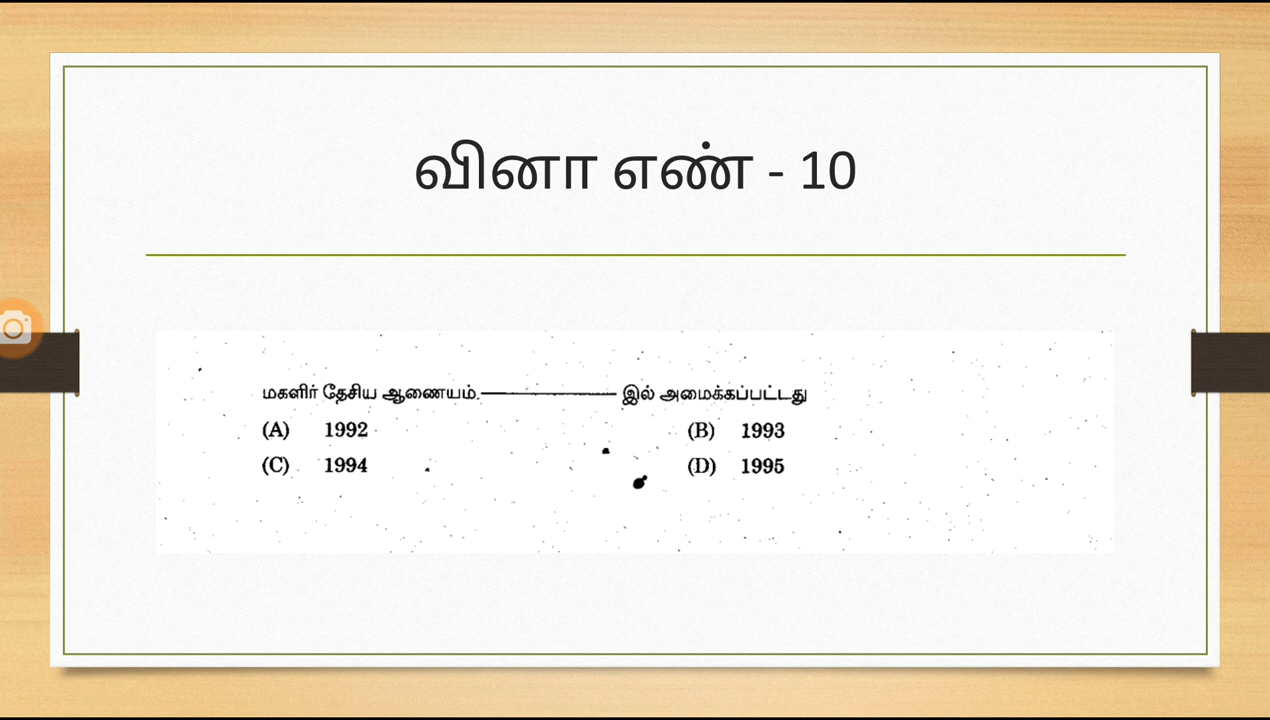 வினா எண் - 10
மகளிர் தேசிய ஆணையம் ———— இல் அமைக்கப்பட்டது
(A) 1992 (B) 1993
(C) 1994 (D) 1995